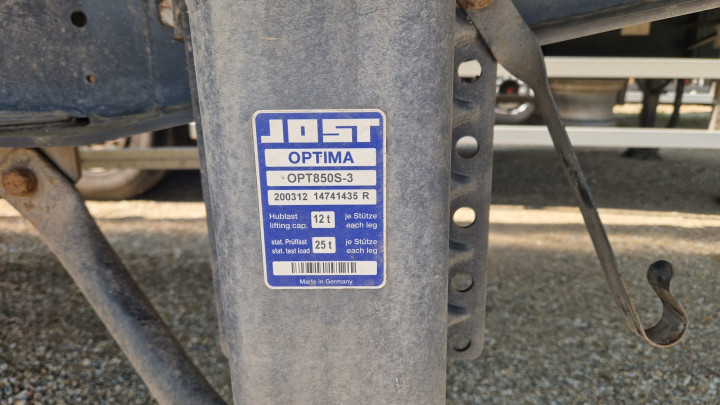 JOST
OPTIMA
OPT850S-3
200312 14741435 R
Hublast 12 t je Stütze
lifting cap. each leg
stat. Prüflast 25 t je Stütze
stat. test load each leg
Made in Germany